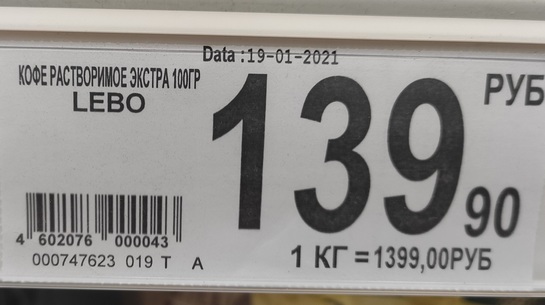 Data :19-01-2021
КОФЕ РАСТВОРИМОЕ ЭКСТРА 100ГР
LEBO
139 90
РУБ
4 602076 000043
000747623 019 Т А
1 КГ =1399,00РУБ